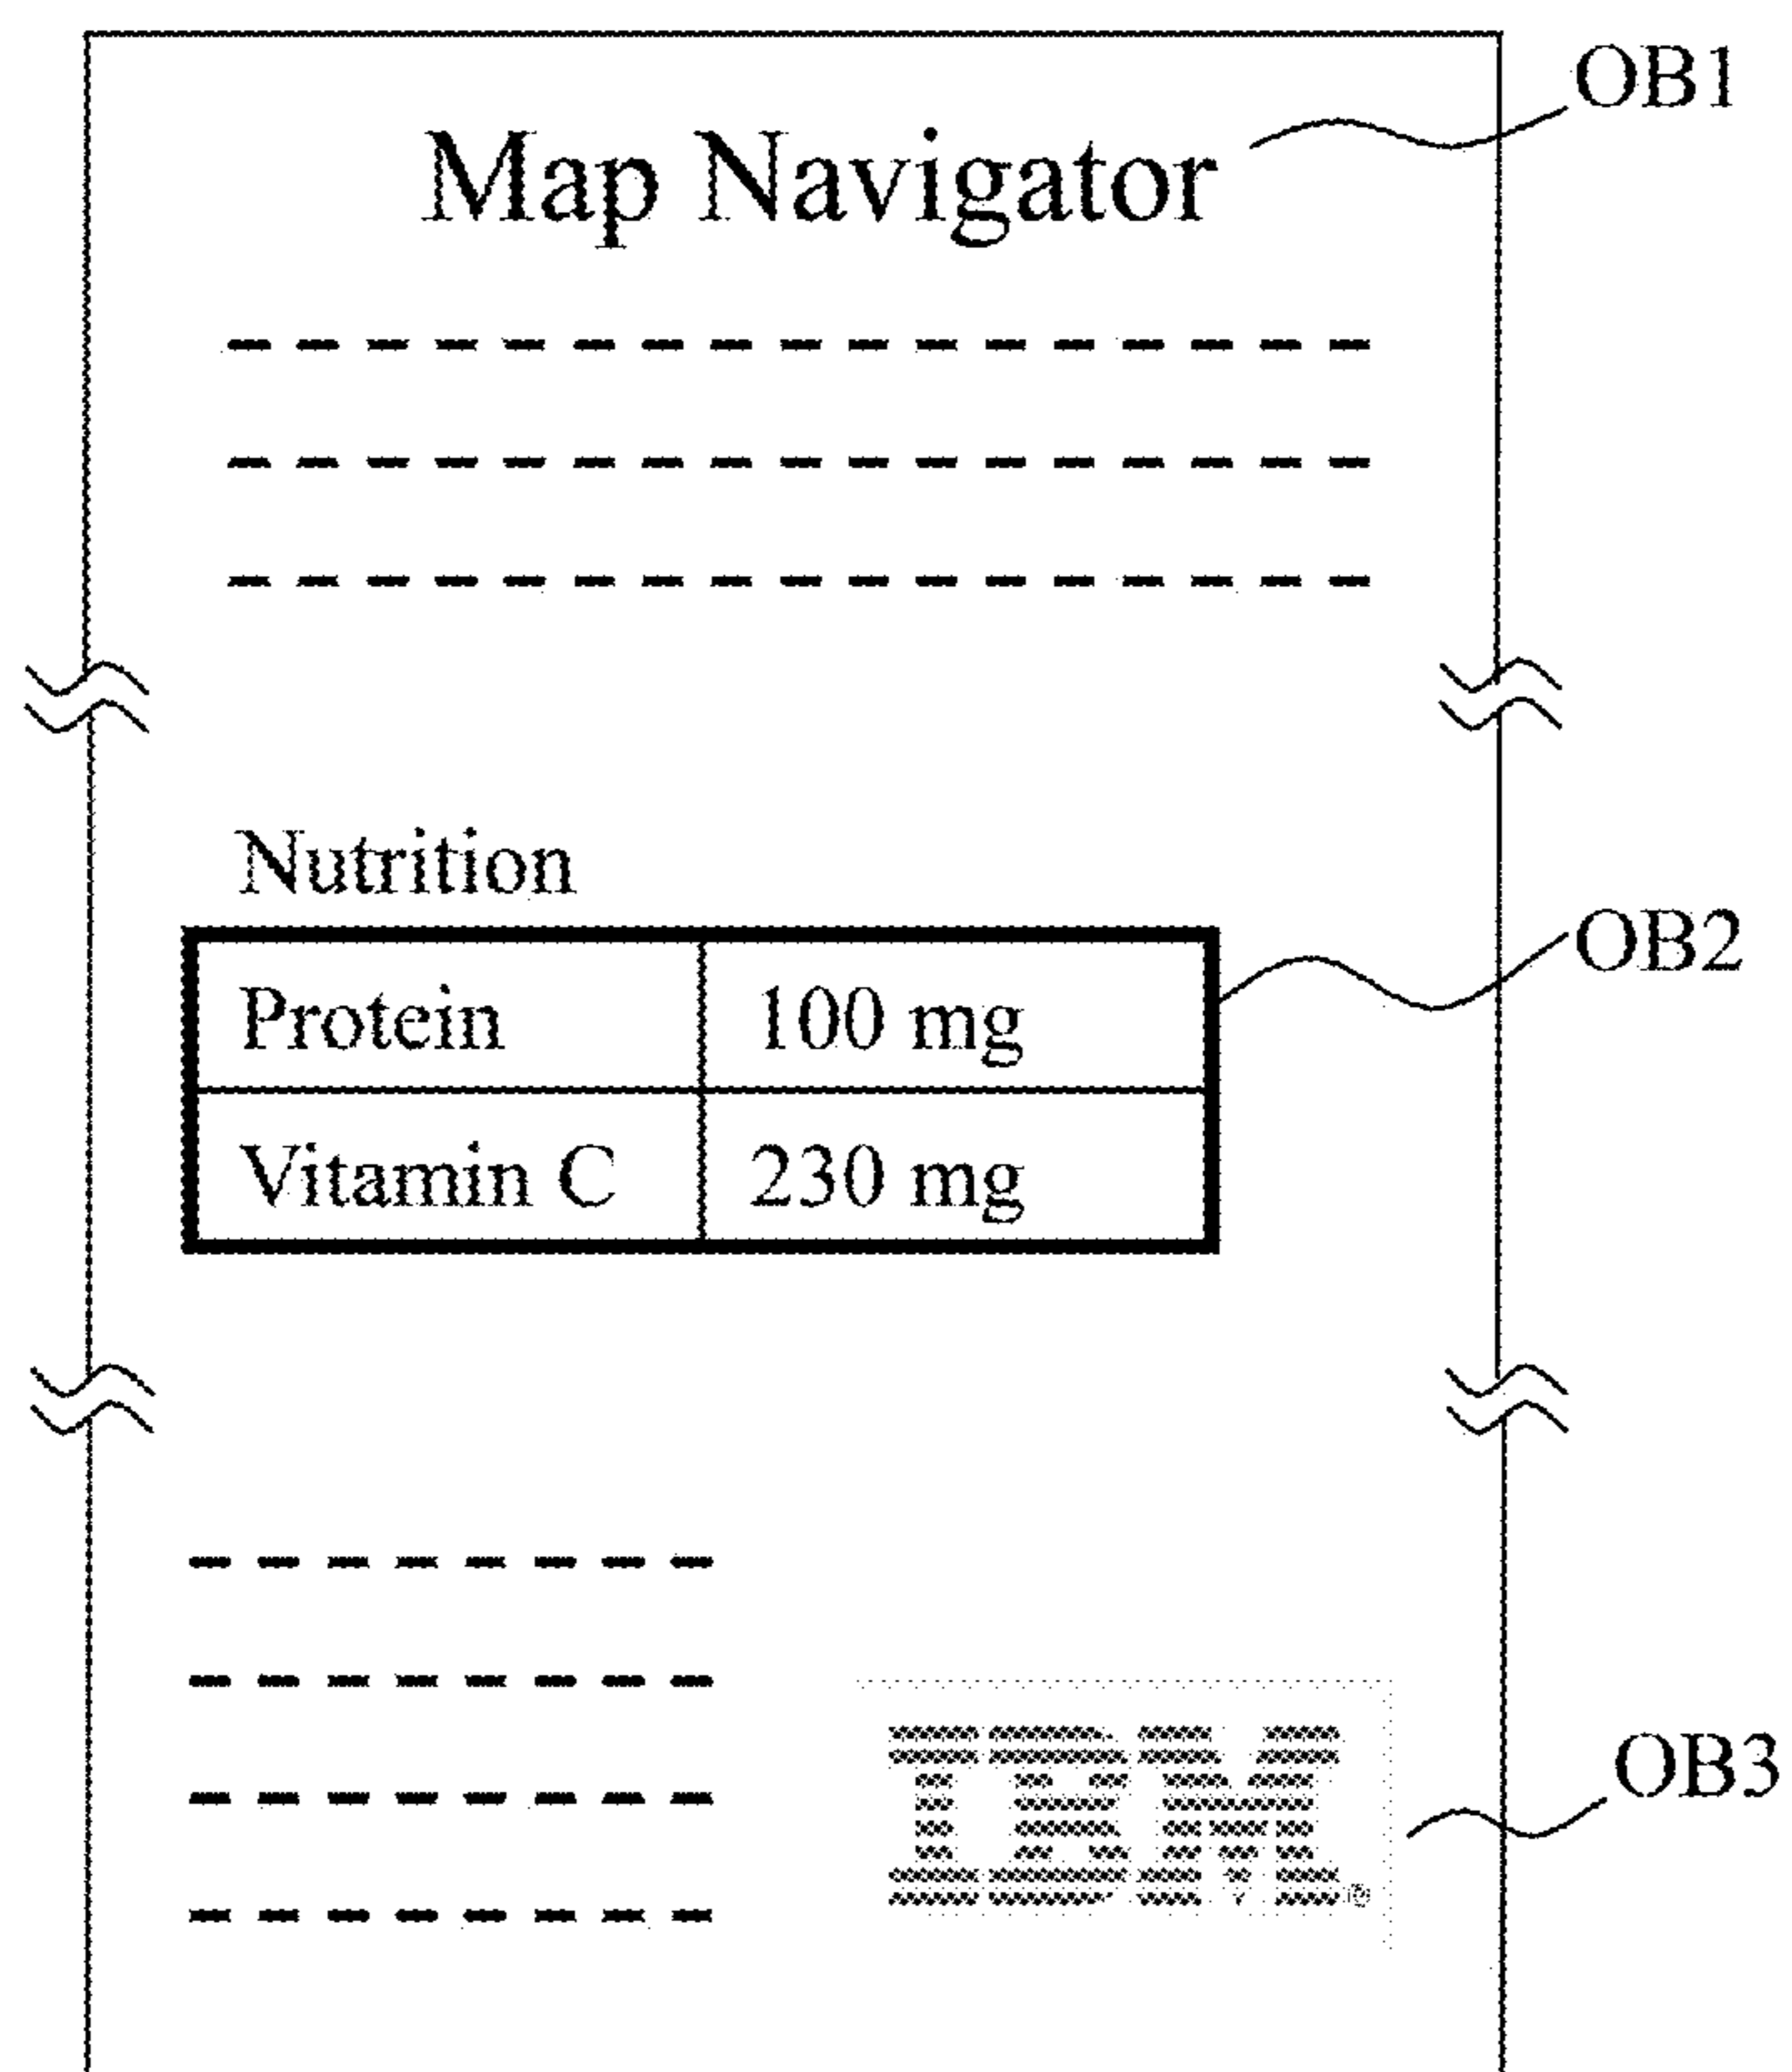 OB1
Map Navigator
Nutrition
OB2
Protein 100 mg
Vitamin C 230 mg
IBM®
OB3